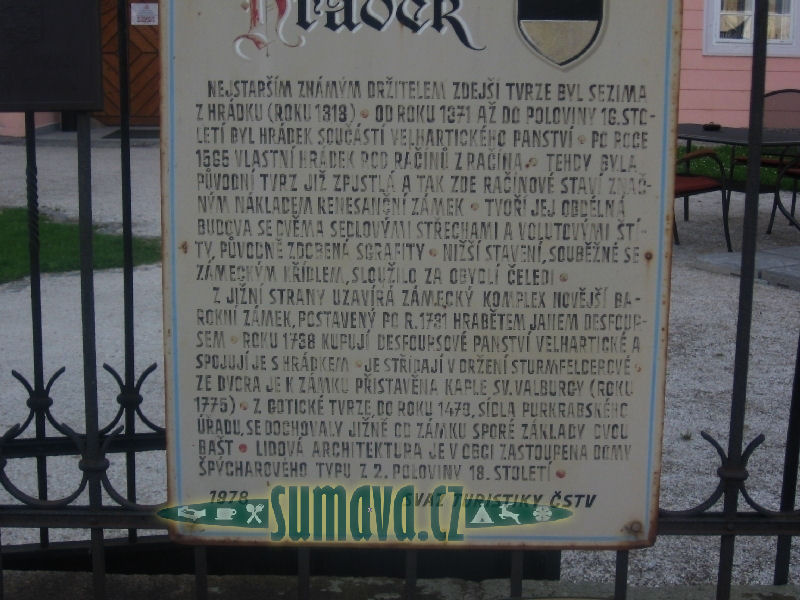 Hrádek
NEJSTARŠÍM ZNÁMÝM DRŽITELEM ZDEJŠÍ TVRZE BYL SEZIMA
Z HRÁDKU (ROKU 1318) • OD ROKU 1371 AŽ DO POLOVINY 16. STO-
LETÍ BYL HRÁDEK SOUČÁSTÍ VELHARTICKÉHO PANSTVÍ • PO ROCE
1565 VLASTNÍ HRÁDEK ROD RAČÍNŮ Z RAČÍNA • TEHDY BYLA
PŮVODNÍ TVRZ JIŽ ZPUSTLÁ A TAK ZDE RAČÍNOVÉ STAVÍ ZNAČ-
NÝM NÁKLADEM RENESANČNÍ ZÁMEK • TVOŘÍ JEJ OBDÉLNÁ
BUDOVA SE DVĚMA SEDLOVÝMI STŘECHAMI A VOLUTOVÝMI ŠTÍ-
TY, PŮVODNĚ ZDOBENÁ SGRAFITY • NIŽŠÍ STAVENÍ, SOUBĚŽNÉ SE
ZÁMECKÝM KŘÍDLEM, SLOUŽILO ZA OBYDLÍ ČELEDI •
Z JIŽNÍ STRANY UZAVÍRÁ ZÁMECKÝ KOMPLEX NOVĚJŠÍ BA-
ROKNÍ ZÁMEK, POSTAVENÝ PO R. 1731 HRABĚTEM JANEM DESFOUR-
SEM • ROKU 1738 KUPUJÍ DESFOURSOVÉ PANSTVÍ VELHARTICKÉ A
SPOJUJÍ JE S HRÁDKEM • JE STŘÍDAJÍ V DRŽENÍ STURMFELDEROVÉ •
ZE DVORA JE K ZÁMKU PŘISTAVĚNA KAPLE SV. VALBURGY (ROKU
1775) • Z GOTICKÉ TVRZE, DO ROKU 1473, SÍDLA PURKRABSKÉHO
ÚŘADU, SE DOCHOVALY JIŽNĚ OD ZÁMKU SPORÉ ZÁKLADY DVOU
BAŠT • LIDOVÁ ARCHITEKTURA JE V OBCI ZASTOUPENA DOMY
ŠPÝCHAROVÉHO TYPU Z 2. POLOVINY 18. STOLETÍ •
1978 SVAZ TURISTIKY ČSTV
sumava.cz